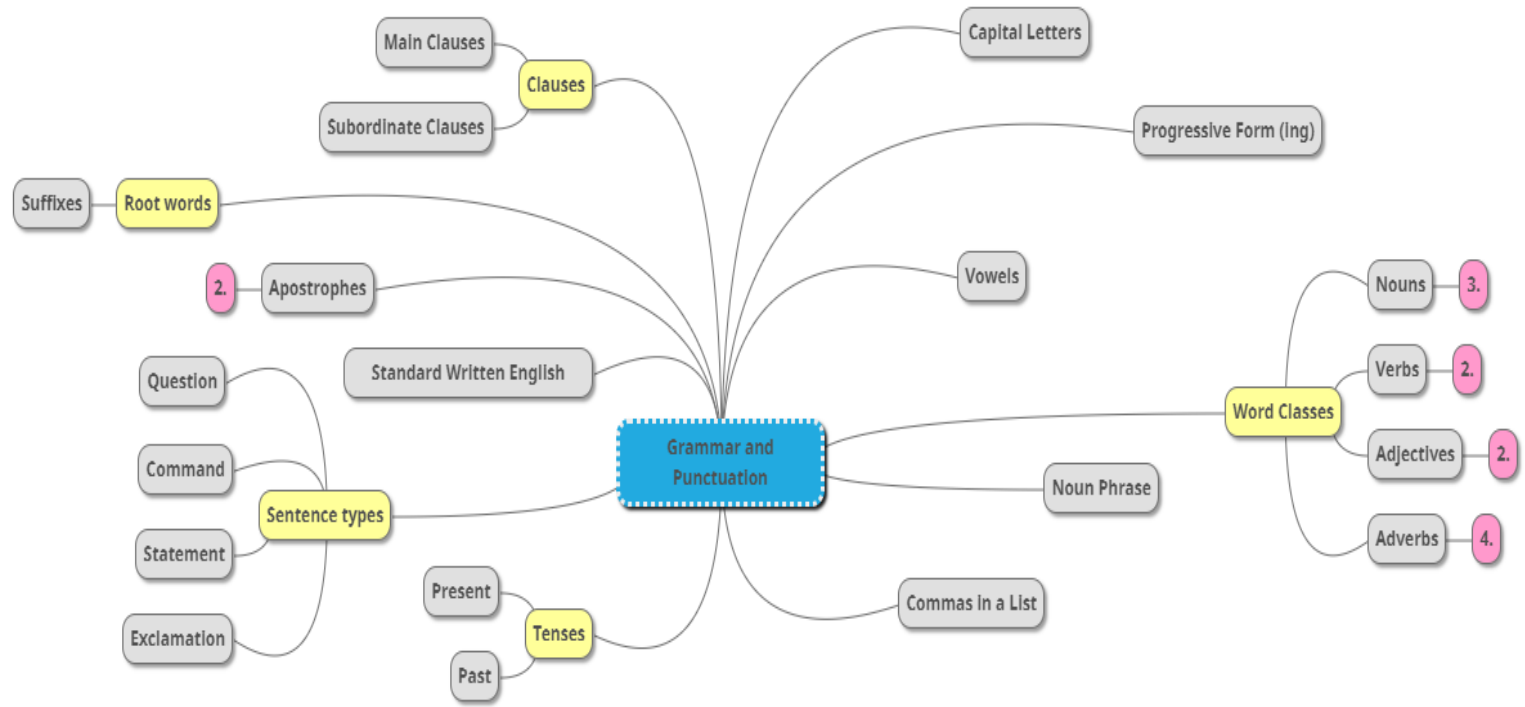 Capital Letters
Main Clauses
Clauses
Subordinate Clauses
Progressive Form (ing)
Suffixes
Root words
2.
Apostrophes
Vowels
Nouns
3.
Standard Written English
Question
Verbs
2.
Word Classes
Grammar and
Punctuation
Adjectives
2.
Command
Noun Phrase
Sentence types
Adverbs
4.
Statement
Present
Commas in a List
Tenses
Exclamation
Past